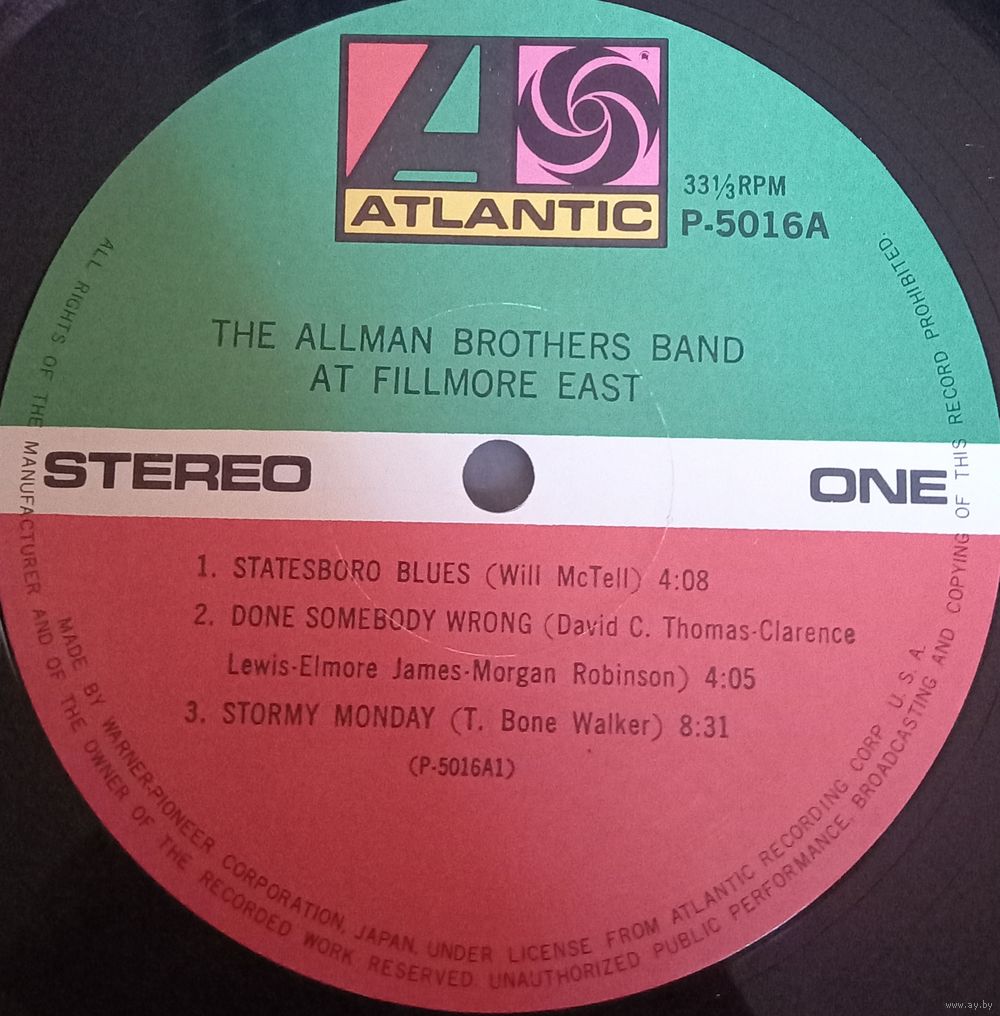 ATLANTIC
33⅓RPM
P-5016A
THE ALLMAN BROTHERS BAND
AT FILLMORE EAST
STEREO
ONE
1. STATESBORO BLUES (Will McTell) 4:08
2. DONE SOMEBODY WRONG (David C. Thomas-Clarence
Lewis-Elmore James-Morgan Robinson) 4:05
3. STORMY MONDAY (T. Bone Walker) 8:31
(P-5016A1)
MADE BY WARNER-PIONEER CORPORATION, JAPAN, UNDER LICENSE FROM ATLANTIC RECORDING CORP. U. S. A.
ALL RIGHTS OF THE MANUFACTURER AND OF THE OWNER OF THE RECORDED WORK RESERVED. UNAUTHORIZED PUBLIC PERFORMANCE, BROADCASTING AND COPYING OF THIS RECORD PROHIBITED.
www.ay.by